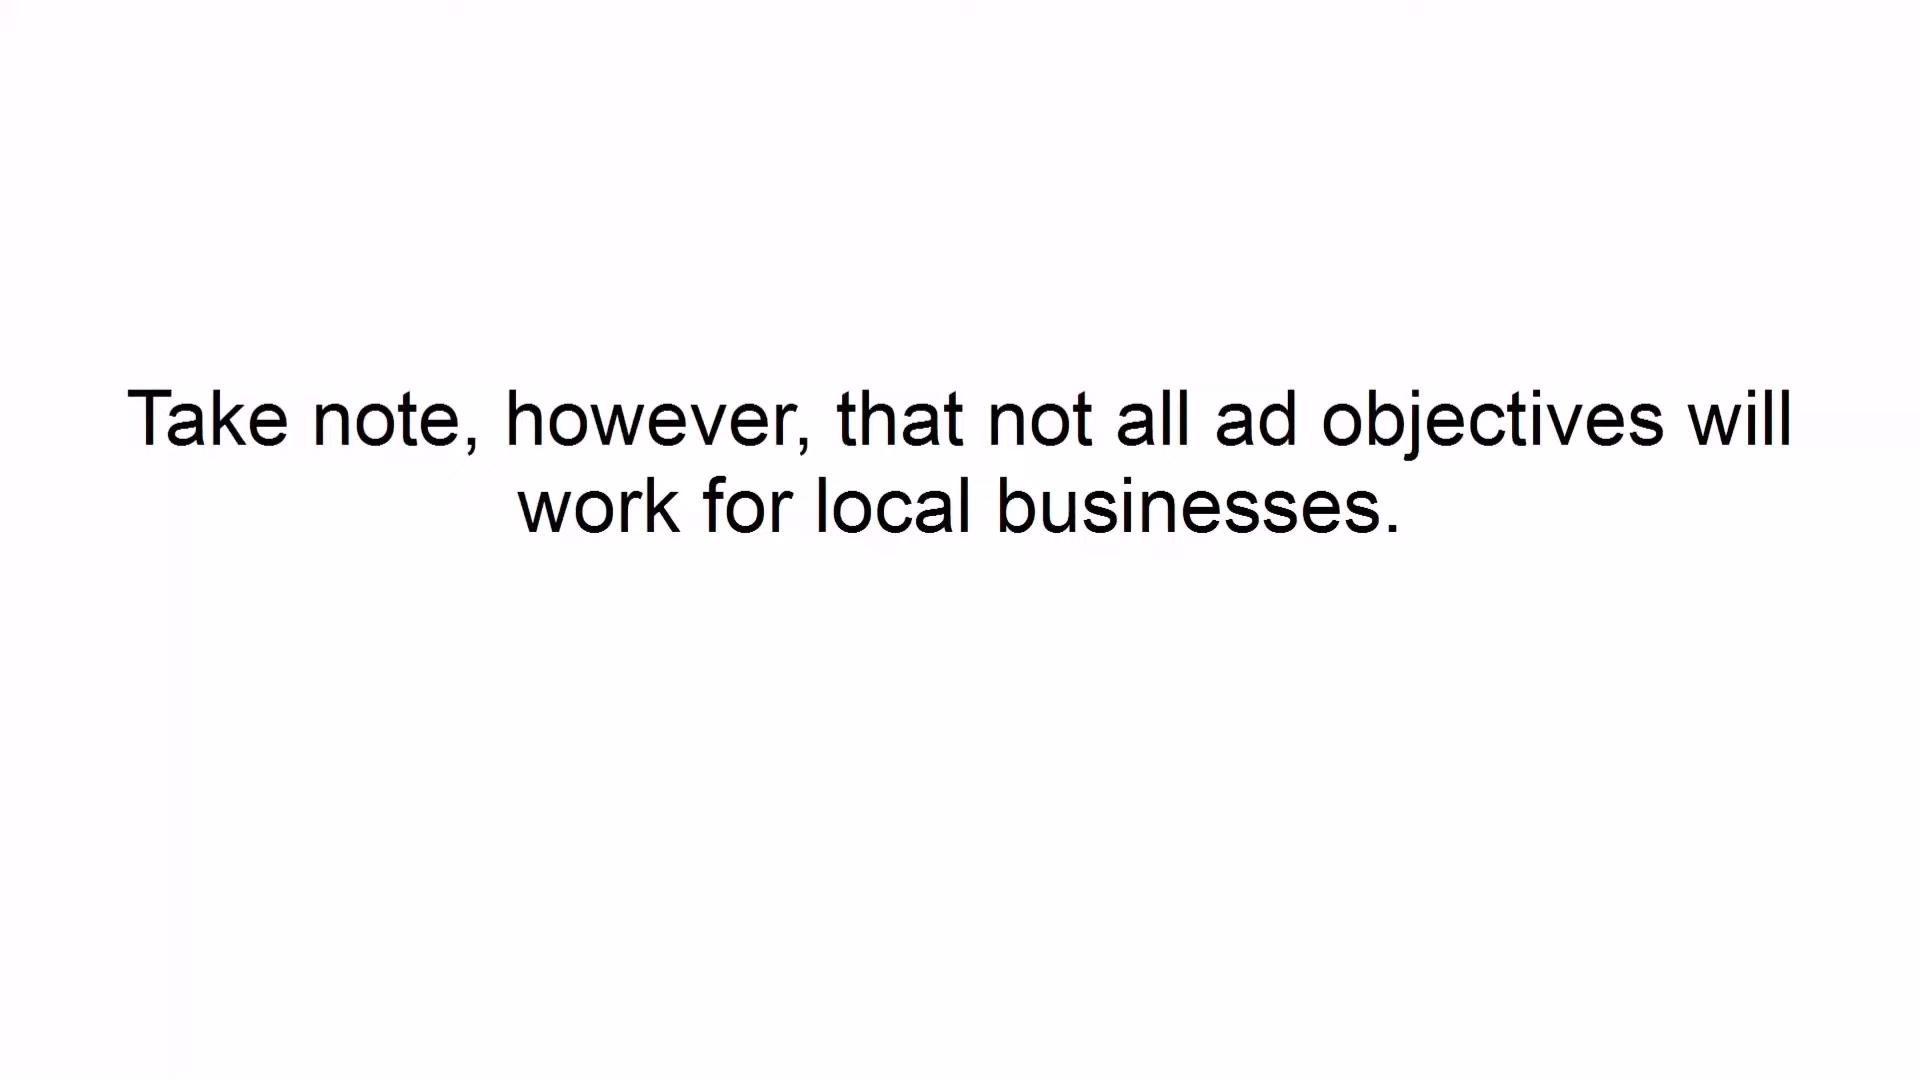 Take note, however, that not all ad objectives will
work for local businesses.